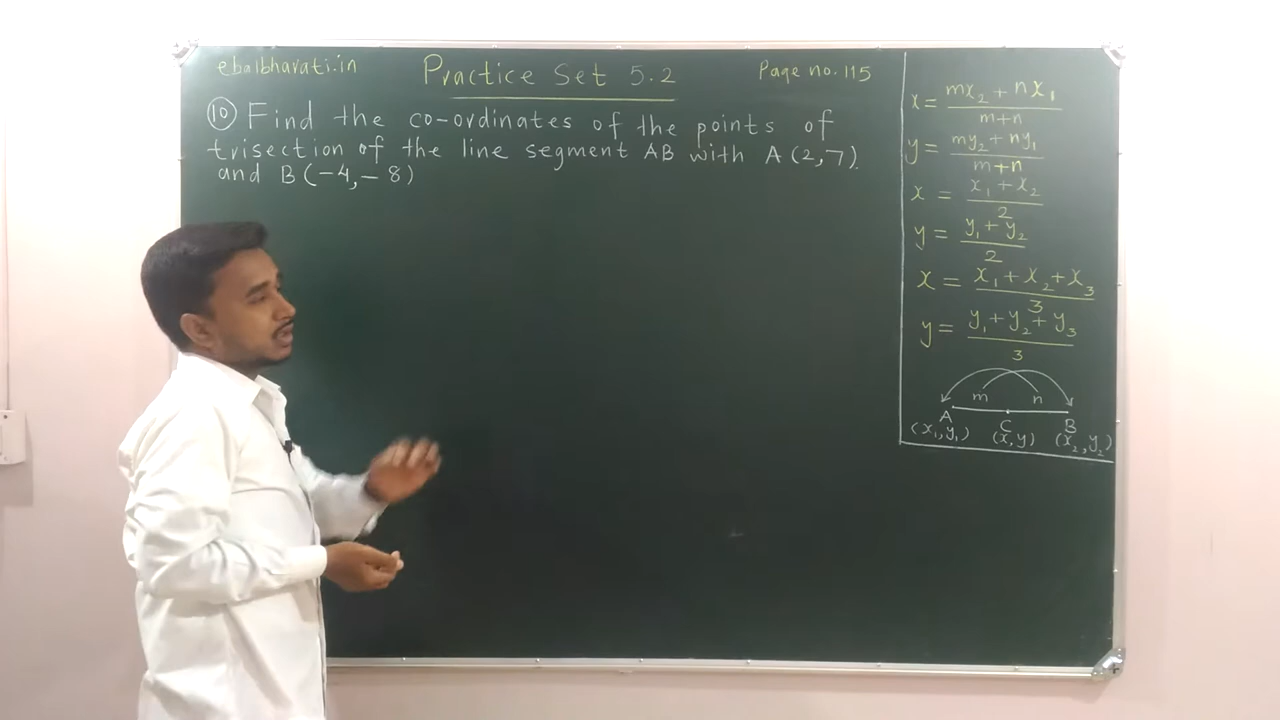 ebalbharati.in Practice Set 5.2 Page no. 115
⑩ Find the co-ordinates of the points of
trisection of the line segment AB with A (2,7).
and B (-4,-8)
x = mx₂ + nx₁ / m+n
y = my₂ + ny₁ / m+n
x = x₁ + x₂ / 2
y = y₁ + y₂ / 2
x = x₁ + x₂ + x₃ / 3
y = y₁ + y₂ + y₃ / 3
m n
A C B
(x₁,y₁) (x,y) (x₂,y₂)